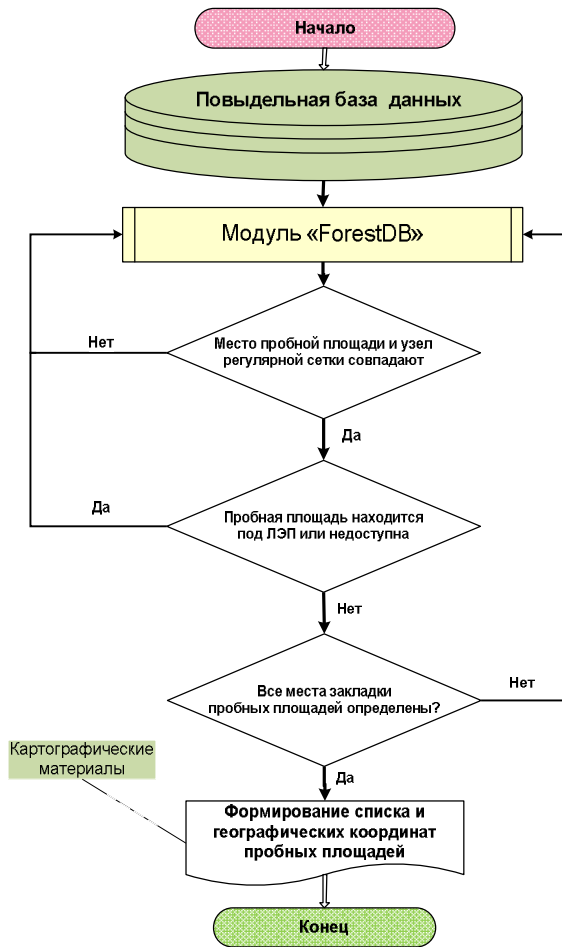 Начало
Повыдельная база данных
Модуль «ForestDB»
Место пробной площади и узел
регулярной сетки совпадают
Нет
Да
Пробная площадь находится
под ЛЭП или недоступна
Да
Нет
Все места закладки
пробных площадей определены?
Нет
Да
Картографические
материалы
Формирование списка и
географических координат
пробных площадей
Конец